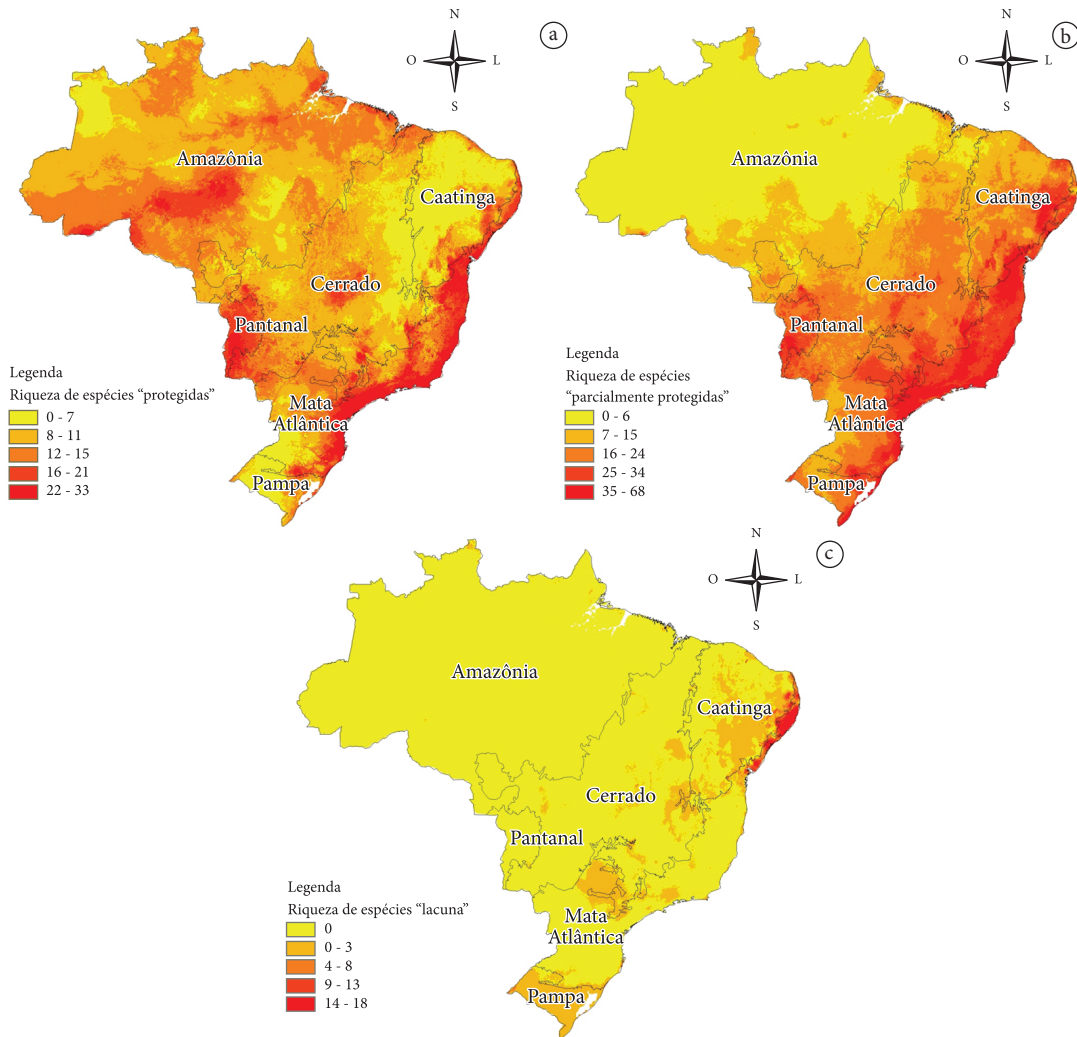 a
N
O
L
S
Amazônia
Caatinga
Cerrado
Pantanal
Mata
Atlântica
Pampa
Legenda
Riqueza de espécies “protegidas”
0 - 7
8 - 11
12 - 15
16 - 21
22 - 33
b
N
O
L
S
Amazônia
Caatinga
Cerrado
Pantanal
Mata
Atlântica
Pampa
Legenda
Riqueza de espécies
“parcialmente protegidas”
0 - 6
7 - 15
16 - 24
25 - 34
35 - 68
c
N
O
L
S
Amazônia
Caatinga
Cerrado
Pantanal
Mata
Atlântica
Pampa
Legenda
Riqueza de espécies “lacuna”
0
0 - 3
4 - 8
9 - 13
14 - 18